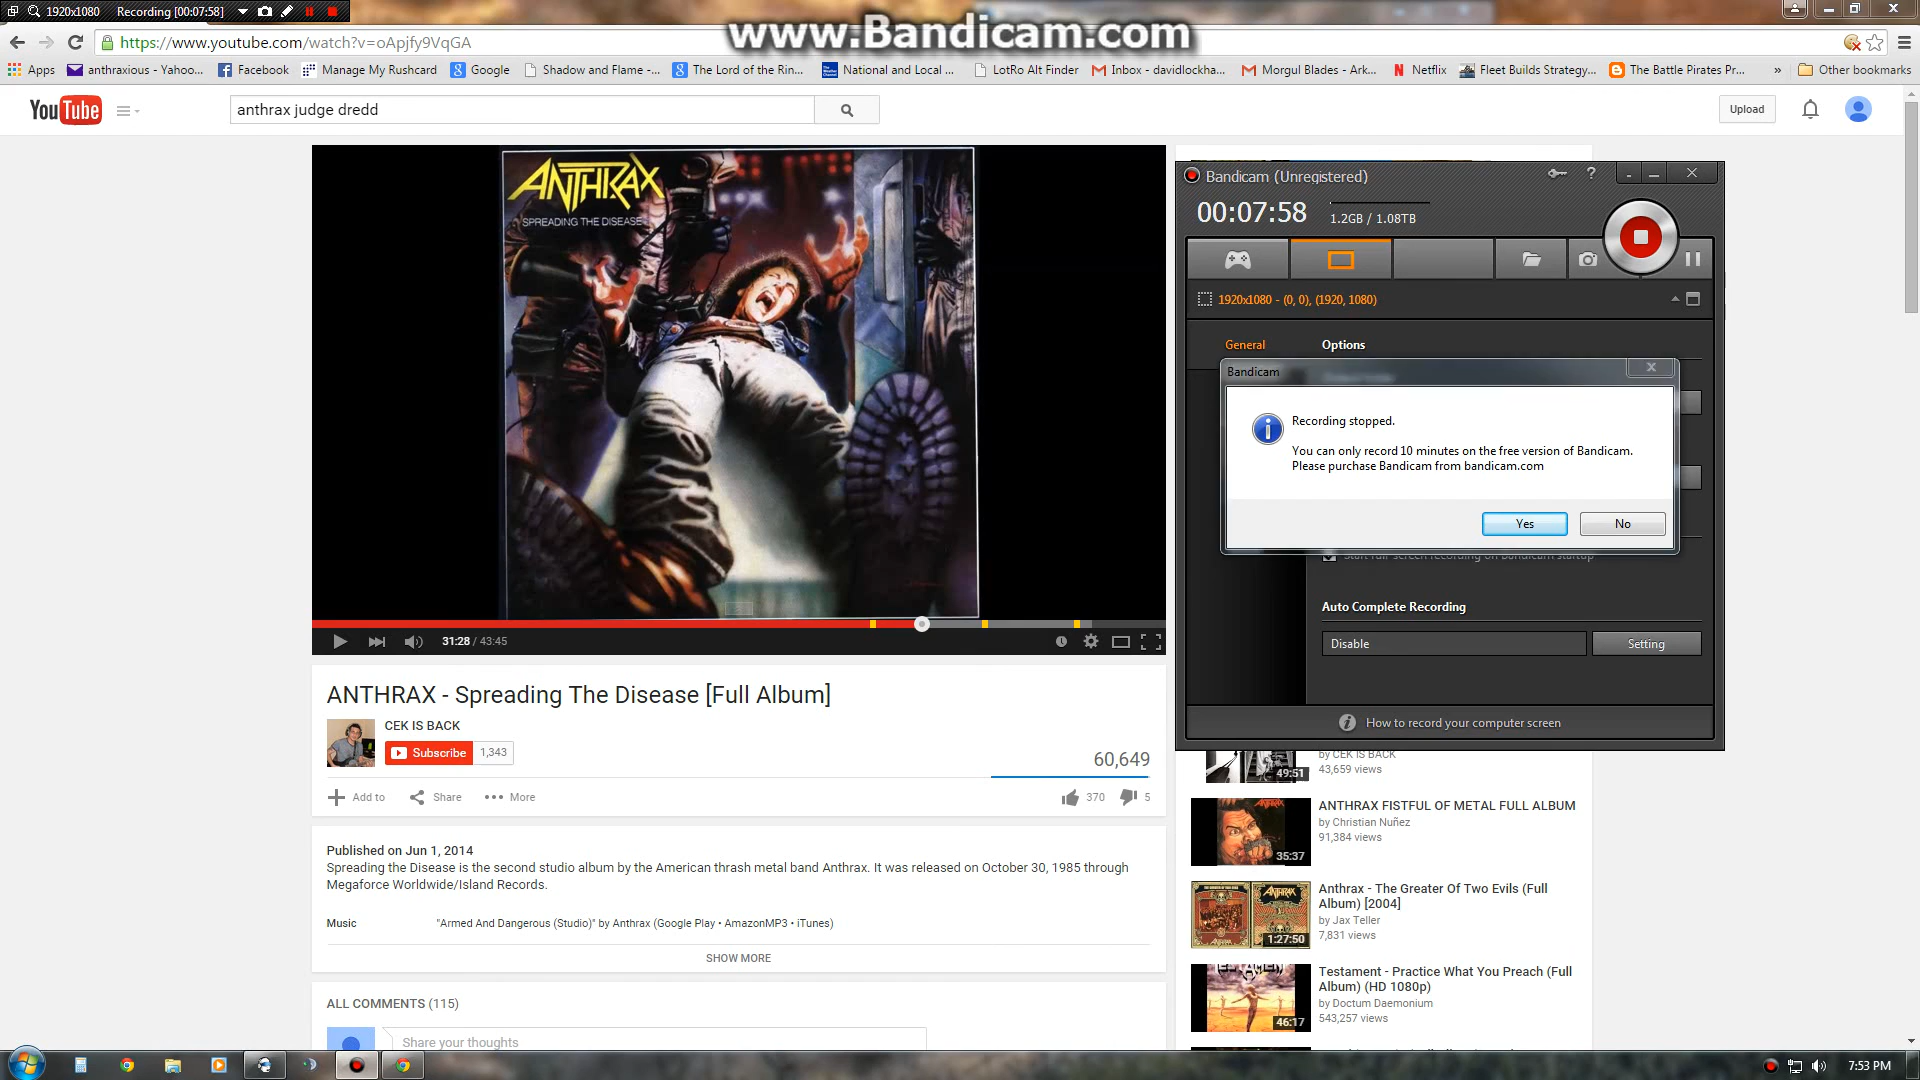 1920x1080 Recording [00:07:58]
www.Bandicam.com
https://www.youtube.com/watch?v=oApjfy9VqGA
Apps anthraxious - Yahoo... Facebook Manage My Rushcard Google Shadow and Flame -... The Lord of the Rin... National and Local ... LotRo Alt Finder Inbox - davidlockha... Morgul Blades - Ark... Netflix Fleet Builds Strategy,... The Battle Pirates Pr... » Other bookmarks
YouTube
anthrax judge dredd
Upload
ANTHRAX
SPREADING THE DISEASE
31:28 / 43:45
ANTHRAX - Spreading The Disease [Full Album]
CEK IS BACK
Subscribe 1,343
60,649
Add to Share More
370 5
Published on Jun 1, 2014
Spreading the Disease is the second studio album by the American thrash metal band Anthrax. It was released on October 30, 1985 through
Megaforce Worldwide/Island Records.
Music "Armed And Dangerous (Studio)" by Anthrax (Google Play • AmazonMP3 • iTunes)
SHOW MORE
ALL COMMENTS (115)
Share your thoughts
Bandicam (Unregistered)
00:07:58
1.2GB / 1.08TB
1920x1080 - (0, 0), (1920, 1080)
General
Options
Bandicam
Recording stopped.
You can only record 10 minutes on the free version of Bandicam.
Please purchase Bandicam from bandicam.com
Yes No
Start full screen recording on Bandicam startup
Auto Complete Recording
Disable Setting
How to record your computer screen
by CEK IS BACK
43,659 views
49:51
ANTHRAX FISTFUL OF METAL FULL ALBUM
by Christian Nuñez
91,384 views
35:37
Anthrax - The Greater Of Two Evils (Full
Album) [2004]
by Jax Teller
7,831 views
1:27:50
Testament - Practice What You Preach (Full
Album) (HD 1080p)
by Doctum Daemonium
543,257 views
46:17
7:53 PM